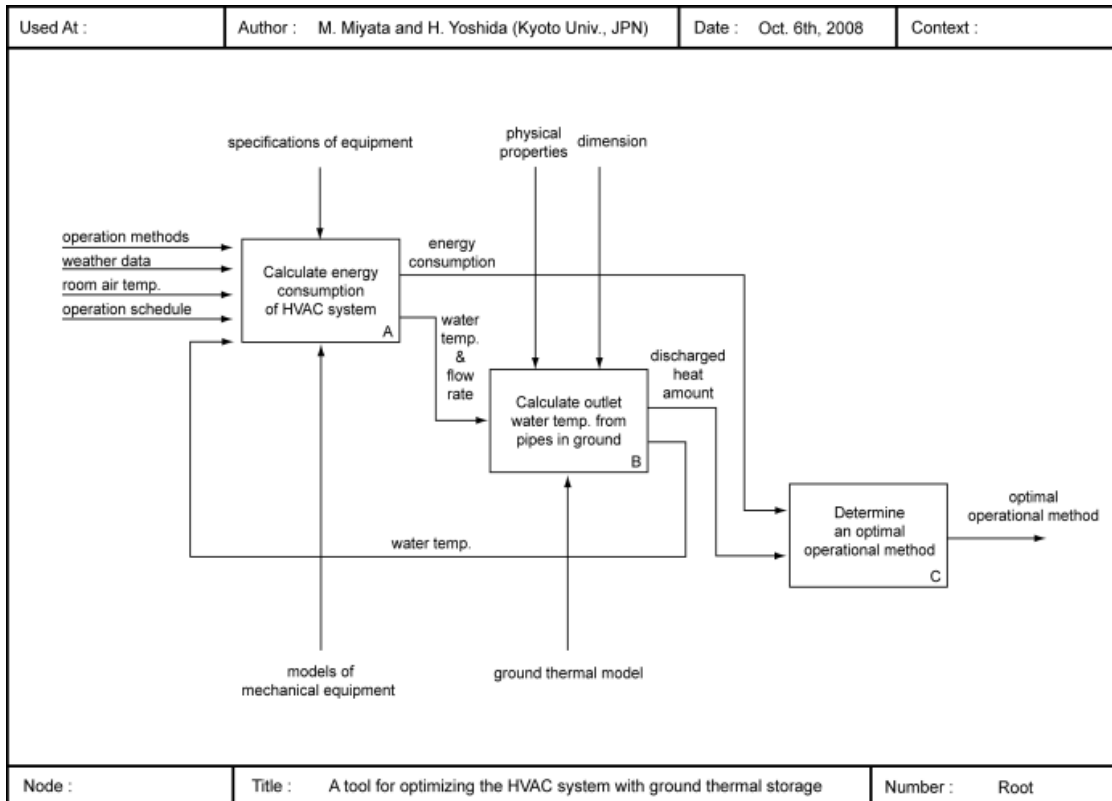 Used At :
Author : M. Miyata and H. Yoshida (Kyoto Univ., JPN)
Date : Oct. 6th, 2008
Context :
specifications of equipment
physical
properties
dimension
operation methods
weather data
room air temp.
operation schedule
Calculate energy
consumption
of HVAC system
A
energy
consumption
water
temp.
&
flow
rate
Calculate outlet
water temp. from
pipes in ground
B
discharged
heat
amount
water temp.
Determine
an optimal
operational method
C
optimal
operational method
models of
mechanical equipment
ground thermal model
Node :
Title : A tool for optimizing the HVAC system with ground thermal storage
Number : Root